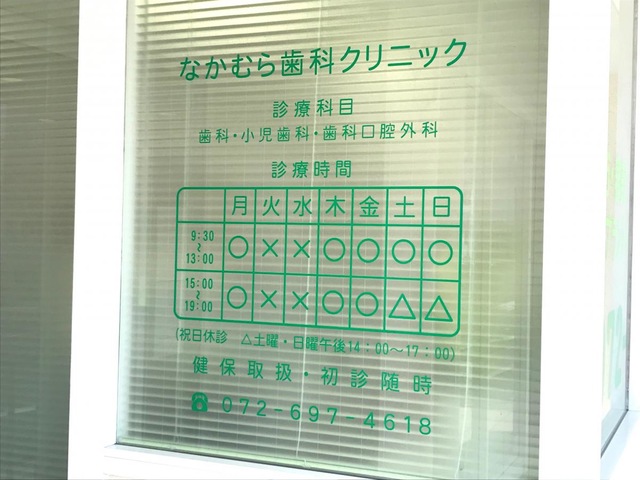 なかむら歯科クリニック
診療科目
歯科・小児歯科・歯科口腔外科
診療時間
月 火 水 木 金 土 日
9:30〜13:00 ○ × × ○ ○ ○ ○
15:00〜19:00 ○ × × ○ ○ △ △
(祝日休診 △土曜・日曜午後14:00〜17:00)
健保取扱・初診随時
☎ 072-697-4618